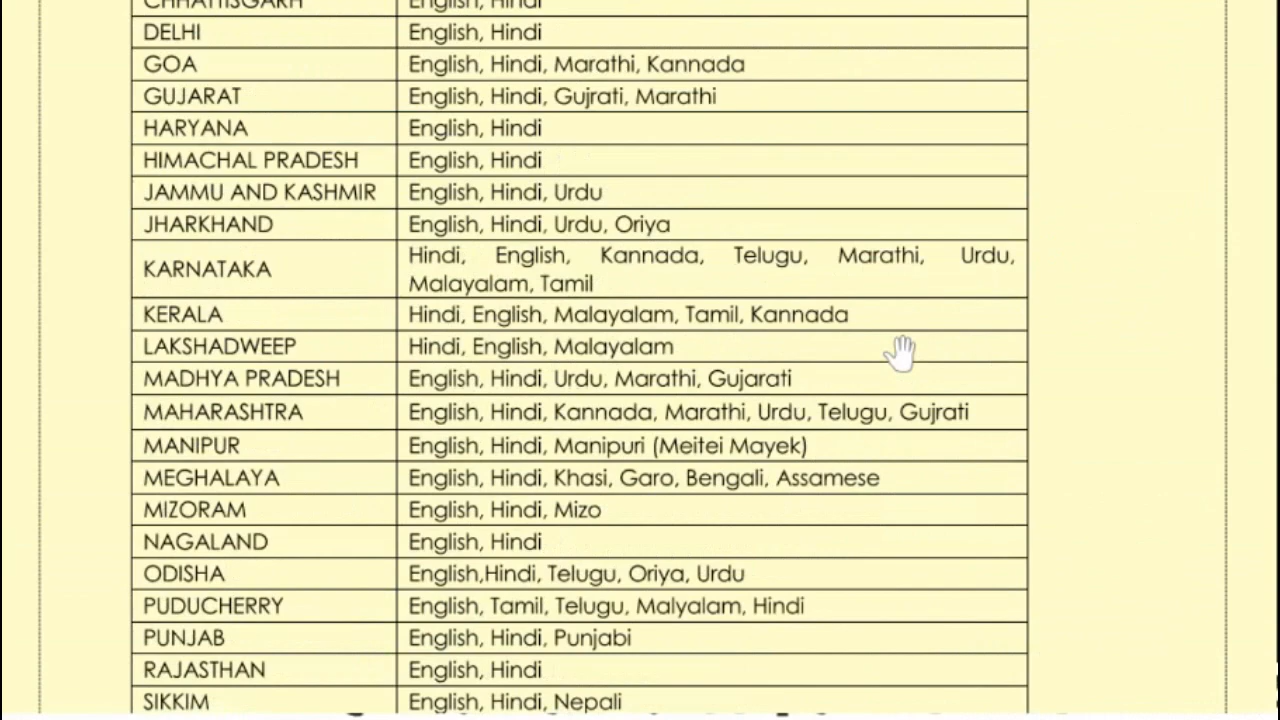 CHHATTISGARH English, Hindi
DELHI English, Hindi
GOA English, Hindi, Marathi, Kannada
GUJARAT English, Hindi, Gujrati, Marathi
HARYANA English, Hindi
HIMACHAL PRADESH English, Hindi
JAMMU AND KASHMIR English, Hindi, Urdu
JHARKHAND English, Hindi, Urdu, Oriya
KARNATAKA Hindi, English, Kannada, Telugu, Marathi, Urdu,
Malayalam, Tamil
KERALA Hindi, English, Malayalam, Tamil, Kannada
LAKSHADWEEP Hindi, English, Malayalam
MADHYA PRADESH English, Hindi, Urdu, Marathi, Gujarati
MAHARASHTRA English, Hindi, Kannada, Marathi, Urdu, Telugu, Gujrati
MANIPUR English, Hindi, Manipuri (Meitei Mayek)
MEGHALAYA English, Hindi, Khasi, Garo, Bengali, Assamese
MIZORAM English, Hindi, Mizo
NAGALAND English, Hindi
ODISHA English,Hindi, Telugu, Oriya, Urdu
PUDUCHERRY English, Tamil, Telugu, Malyalam, Hindi
PUNJAB English, Hindi, Punjabi
RAJASTHAN English, Hindi
SIKKIM English, Hindi, Nepali